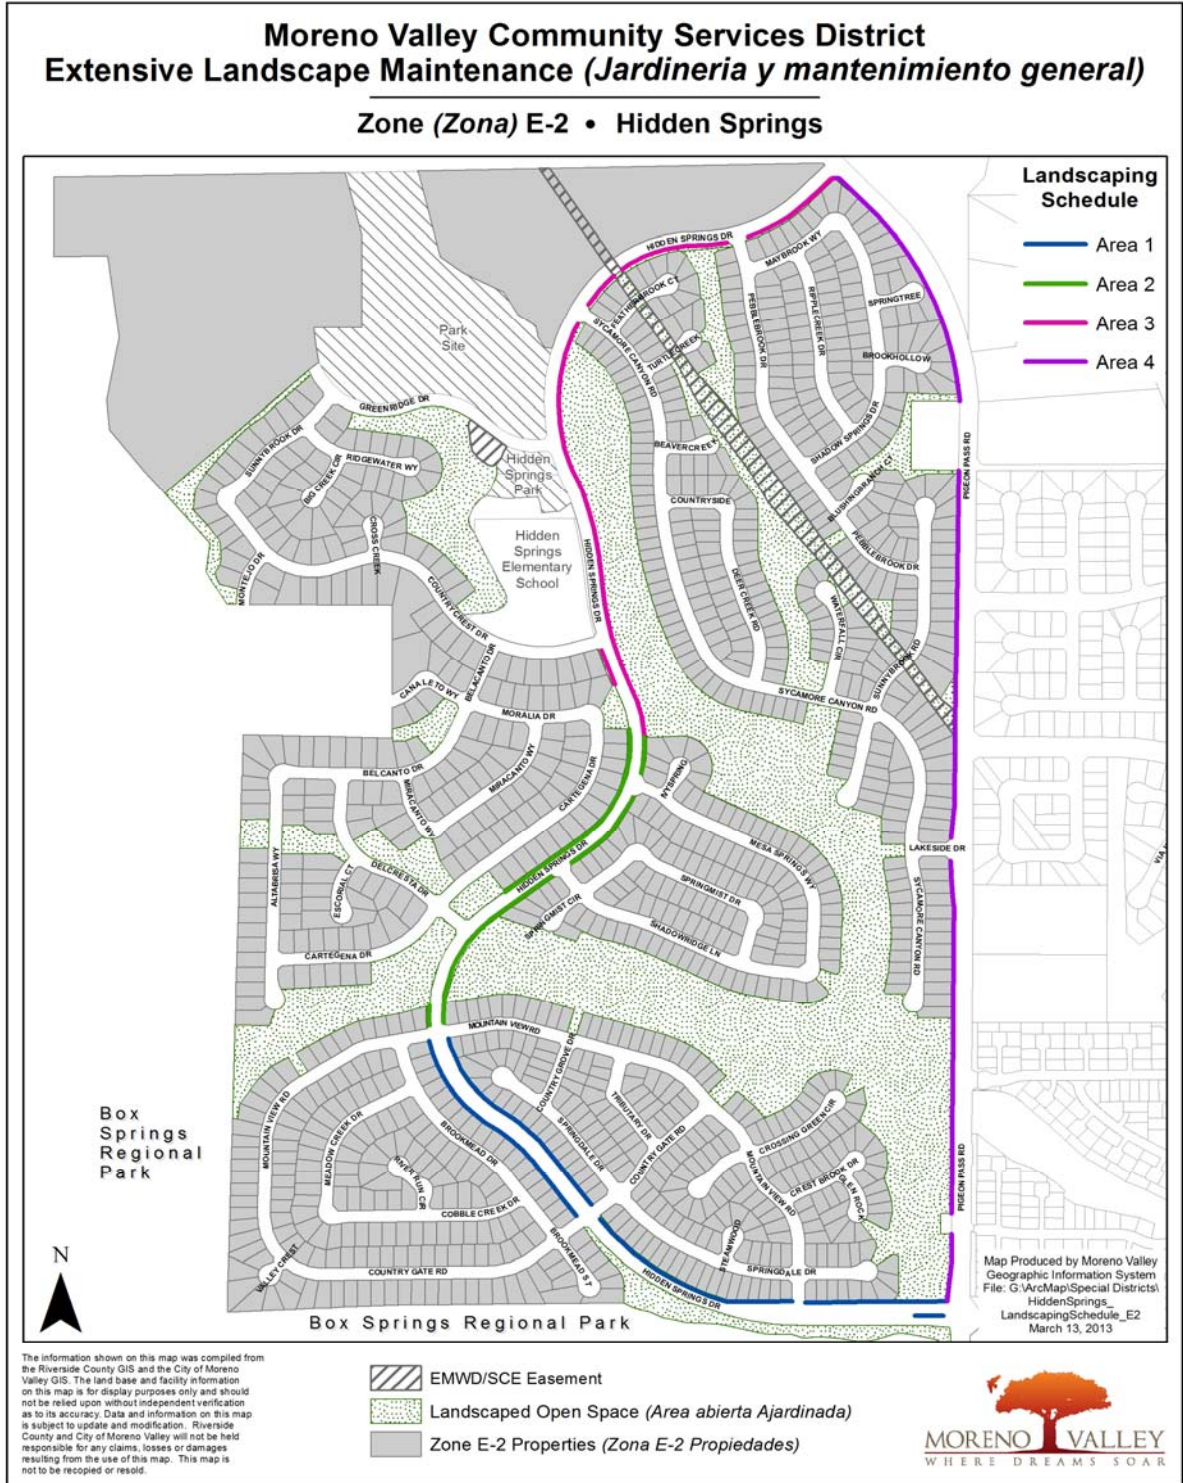 Moreno Valley Community Services District
Extensive Landscape Maintenance (Jardineria y mantenimiento general)
Zone (Zona) E-2 • Hidden Springs
Landscaping
Schedule
Area 1
Area 2
Area 3
Area 4
HIDDEN SPRINGS DR
MAYBROOK WY
FEATHERBROOK CT
SPRINGTREE
PEBBLEBROOK DR
RIPPLECREEK DR
SYCAMORE CANYON RD
TURTLECREEK
BROOKHOLLOW
Park
Site
GREENRIDGE DR
SUNNYBROOK DR
SHADOW SPRINGS DR
BEAVERCREEK
PIGEON PASS RD
RIDGEWATER WY
BIG CREEK CIR
Hidden
Springs
Park
BLUSHINGBRANCH CT
COUNTRYSIDE
CROSS CREEK
Hidden
Springs
Elementary
School
HIDDEN SPRINGS DR
PEBBLEBROOK DR
MONTEJO DR
DEER CREEK RD
WATERFALL CIR
COUNTRY CREST DR
SUNNYBROOK RD
BELACANTO DR
CANALETO WY
SYCAMORE CANYON RD
MORALIA DR
BELCANTO DR
MIRACANTO WY
MIRACANTO WY
CARTEGENA DR
IVYSPRING
MESA SPRINGS WY
LAKESIDE DR
HIDDEN SPRINGS DR
ALTABRISA WY
ESCORIAL CT
DELCRESTA DR
SPRINGMIST DR
SYCAMORE CANYON RD
SPRINGMIST CIR
SHADOWRIDGE LN
CARTEGENA DR
MOUNTAIN VIEW RD
COUNTRY GROVE DR
TRIBUTARY DR
CROSSING GREEN CIR
Box
Springs
Regional
Park
MOUNTAIN VIEW RD
MEADOW CREEK DR
BROOKMEAD DR
SPRINGDALE DR
COUNTRY GATE RD
RIVER RUN CIR
MOUNTAIN VIEW RD
CREST BROOK DR
GLEN ROCK
PIGEON PASS RD
COBBLE CREEK DR
STEAMWOOD
BROOKMEAD ST
VALLEY CREST
COUNTRY GATE RD
HIDDEN SPRINGS DR
SPRINGDALE DR
N
Box Springs Regional Park
Map Produced by Moreno Valley
Geographic Information System
File: G:\ArcMap\Special Districts\
HiddenSprings_
LandscapingSchedule_E2
March 13, 2013
The information shown on this map was compiled from
the Riverside County GIS and the City of Moreno
Valley GIS. The land base and facility information
on this map is for display purposes only and should
not be relied upon without independent verification
as to its accuracy. Data and information on this map
is subject to update and modification. Riverside
County and City of Moreno Valley will not be held
responsible for any claims, losses or damages
resulting from the use of this map. This map is
not to be recopied or resold.
EMWD/SCE Easement
Landscaped Open Space (Area abierta Ajardinada)
Zone E-2 Properties (Zona E-2 Propiedades)
MORENO VALLEY
WHERE DREAMS SOAR